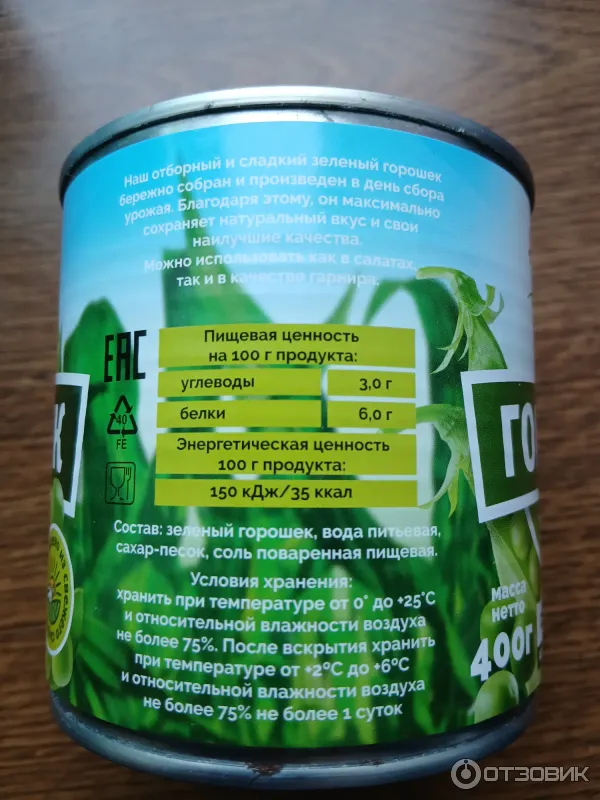 Наш отборный и сладкий зеленый горошек
бережно собран и произведен в день сбора
урожая. Благодаря этому, он максимально
сохраняет натуральный вкус и свои
наилучшие качества.
Можно использовать как в салатах,
так и в качестве гарнира.
ЕАС
Пищевая ценность
на 100 г продукта:
углеводы 3,0 г
белки 6,0 г
Энергетическая ценность
100 г продукта:
150 кДж/35 ккал
40
FE
Состав: зеленый горошек, вода питьевая,
сахар-песок, соль поваренная пищевая.
Условия хранения:
хранить при температуре от 0° до +25°С
и относительной влажности воздуха
не более 75%. После вскрытия хранить
при температуре от +2°С до +6°С
и относительной влажности воздуха
не более 75% не более 1 суток
К
ГО
из свежего
масса
нетто
400г
ОТЗОВИК